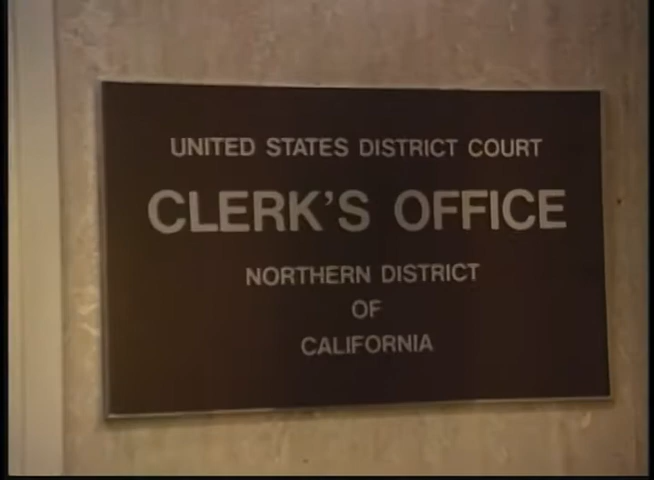 UNITED STATES DISTRICT COURT
CLERK'S OFFICE
NORTHERN DISTRICT
OF
CALIFORNIA